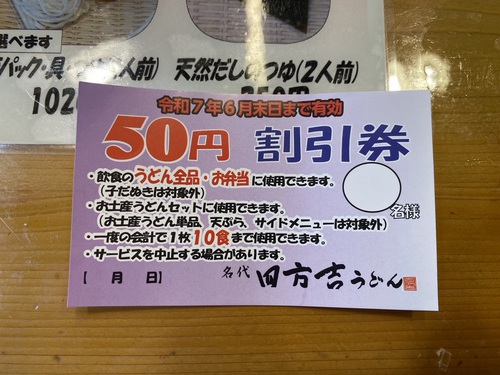 選べます
パック・具・
人前)
天然だしのつゆ(2人前)
102
350円
令和7年6月末日まで有効
50円 割引券
・飲食のうどん全品・お弁当に使用できます。
(子だぬきは対象外)
・お土産うどんセットに使用できます。
(お土産うどん単品、天ぷら、サイドメニューは対象外)
名様
・一度の会計で1枚10食まで使用できます。
・サービスを中止する場合があります。
【 月 日】
名代 四方吉うどん